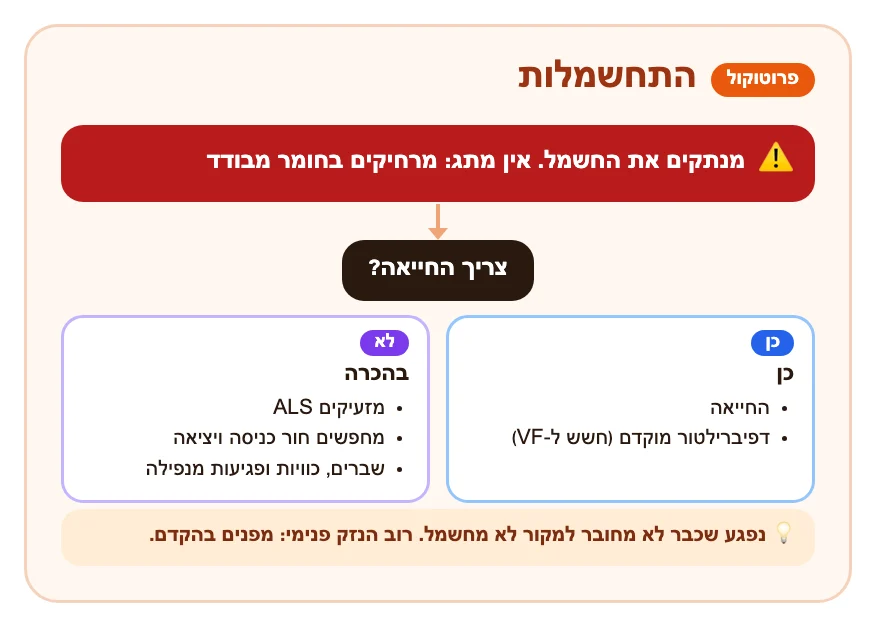 פרוטוקול התחשמלות
⚠️ מנתקים את החשמל. אין מתג: מרחיקים בחומר מבודד
צריך החייאה?
כן
כן
• החייאה
• דפיברילטור מוקדם (חשש ל-VF)
לא
בהכרה
• מזעיקים ALS
• מחפשים חור כניסה ויציאה
• שברים, כוויות ופגיעות מנפילה
💡 נפגע שכבר לא מחובר למקור לא מחשמל. רוב הנזק פנימי: מפנים בהקדם.